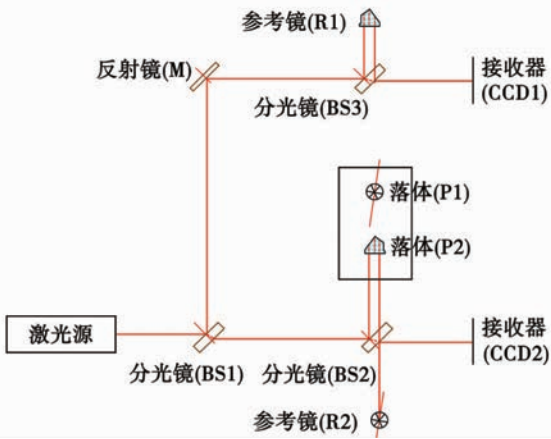 参考镜(R1)
反射镜(M)
分光镜(BS3)
接收器
(CCD1)
落体(P1)
落体(P2)
激光源
分光镜(BS1)
分光镜(BS2)
接收器
(CCD2)
参考镜(R2)